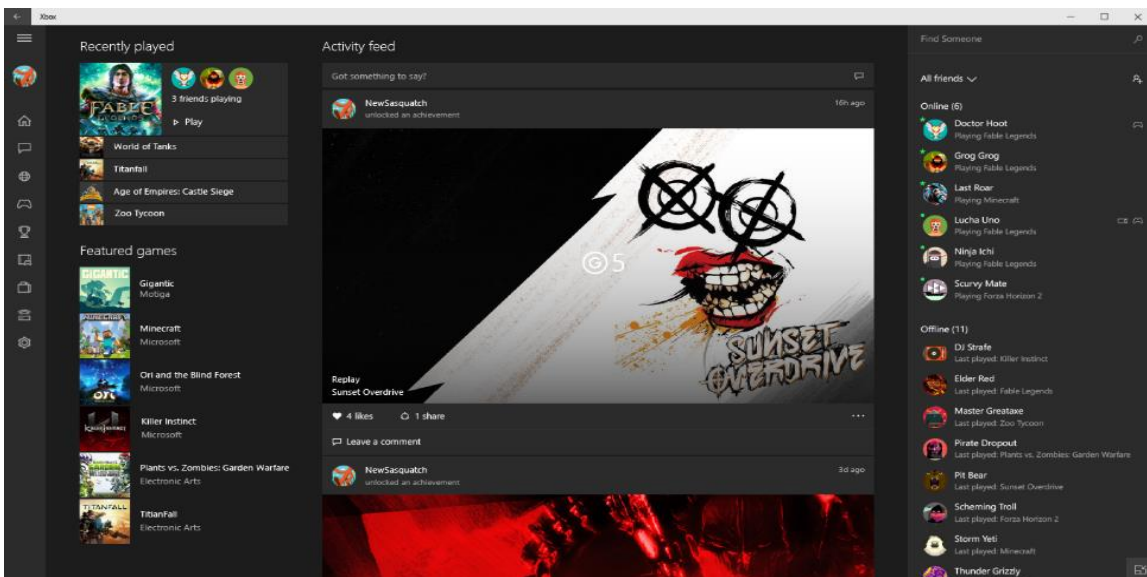 Xbox
Recently played
FABLE
LEGENDS
3 friends playing
Play
World of Tanks
Titanfall
Age of Empires: Castle Siege
Zoo Tycoon
Featured games
GIGANTIC
Gigantic
Motiga
MINECRAFT
Minecraft
Microsoft
ori
Ori and the Blind Forest
Microsoft
KILLER INSTINCT
Killer Instinct
Microsoft
Plants vs. Zombies: Garden Warfare
Electronic Arts
TITANFALL
TitianFall
Electronic Arts
Activity feed
Got something to say?
NewSasquatch
16h ago
unlocked an achievement
G 5
SUNSET
OVERDRIVE
Replay
Sunset Overdrive
4 likes
1 share
Leave a comment
NewSasquatch
3d ago
unlocked an achievement
Find Someone
All friends
Online (6)
Doctor Hoot
Playing Fable Legends
Grog Grog
Playing Fable Legends
Last Roar
Playing Minecraft
Lucha Uno
Playing Fable Legends
Ninja Ichi
Playing Fable Legends
Scurvy Mate
Playing Forza Horizon 2
Offline (11)
DJ Strafe
Last played: Killer Instinct
Elder Red
Last played: Fable Legends
Master Greataxe
Last played: Zoo Tycoon
Pirate Dropout
Last played: Plants vs. Zombies: Garden Warfare
Pit Bear
Last played: Sunset Overdrive
Scheming Troll
Last played: Forza Horizon 2
Storm Yeti
Last played: Minecraft
Thunder Grizzly